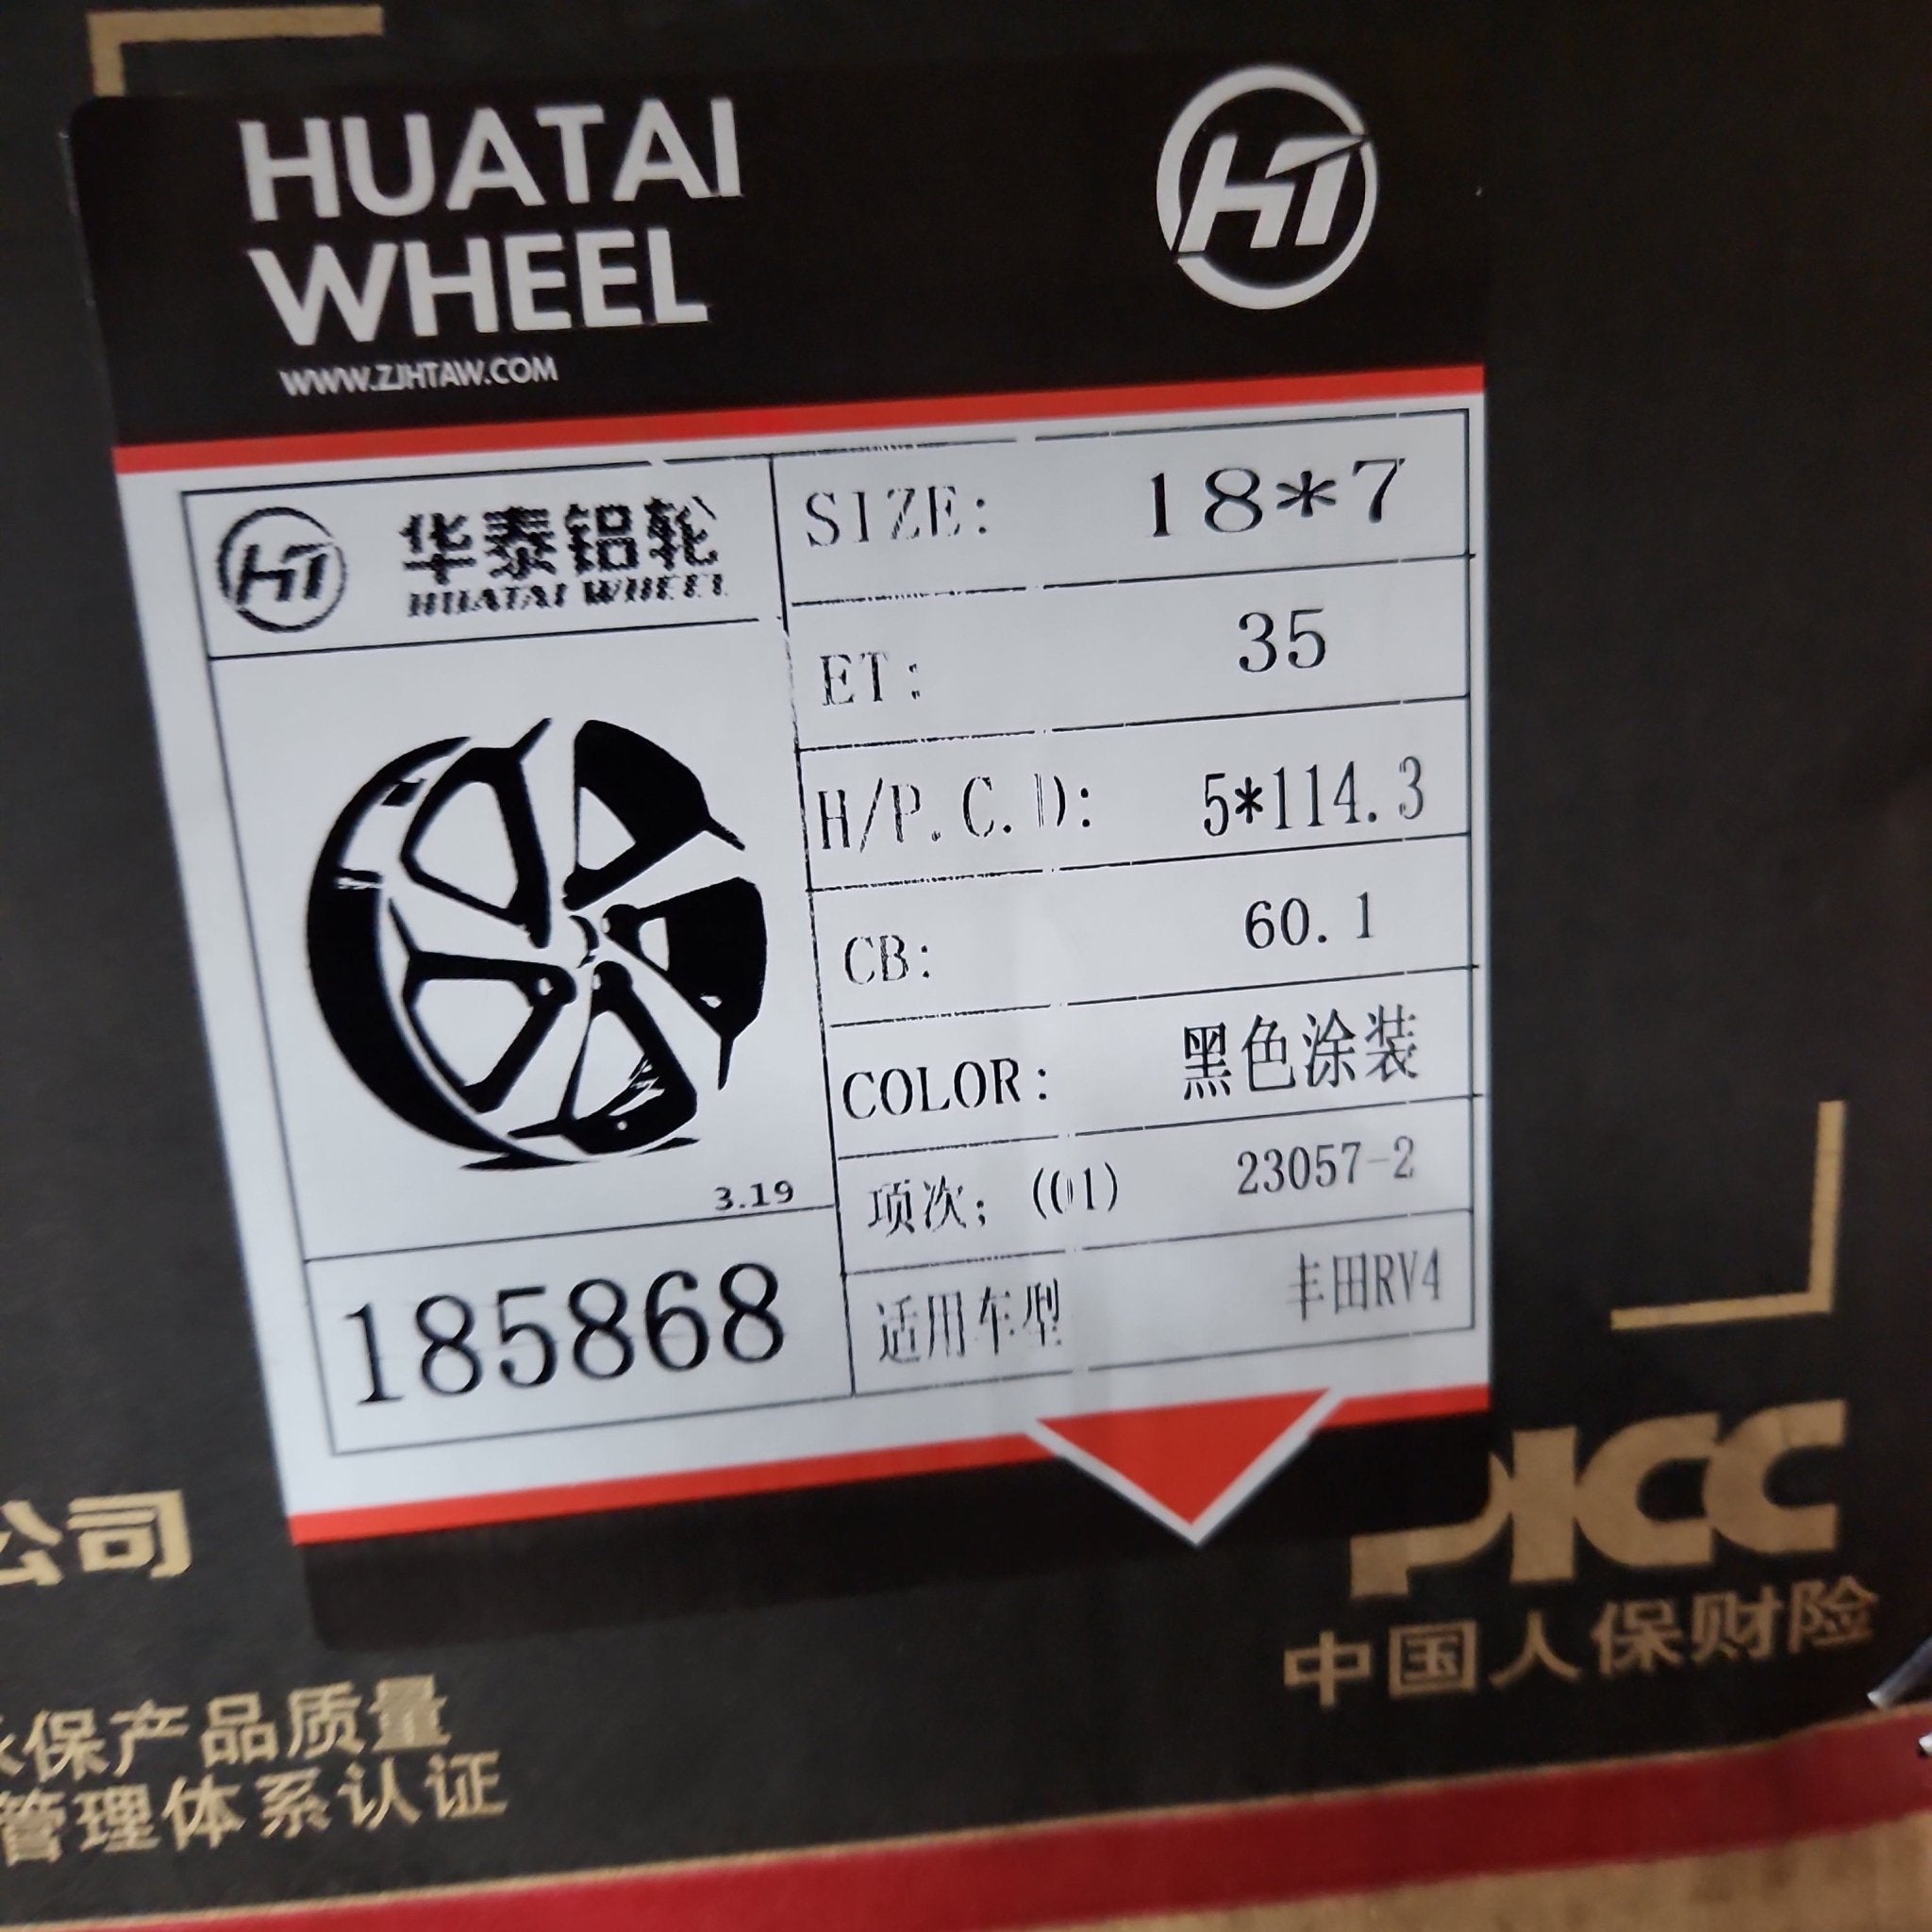 HUATAI
WHEEL
WWW.ZJHTAW.COM
HT
HT
华泰铝轮
HUATAI WHEEL
SIZE: 18*7
ET: 35
H/P.C.D: 5*114.3
CB: 60.1
COLOR: 黑色涂装
项次; (01) 23057-2
适用车型 丰田RV4
3.19
185868
公司
PICC
中国人保财险
保产品质量
管理体系认证